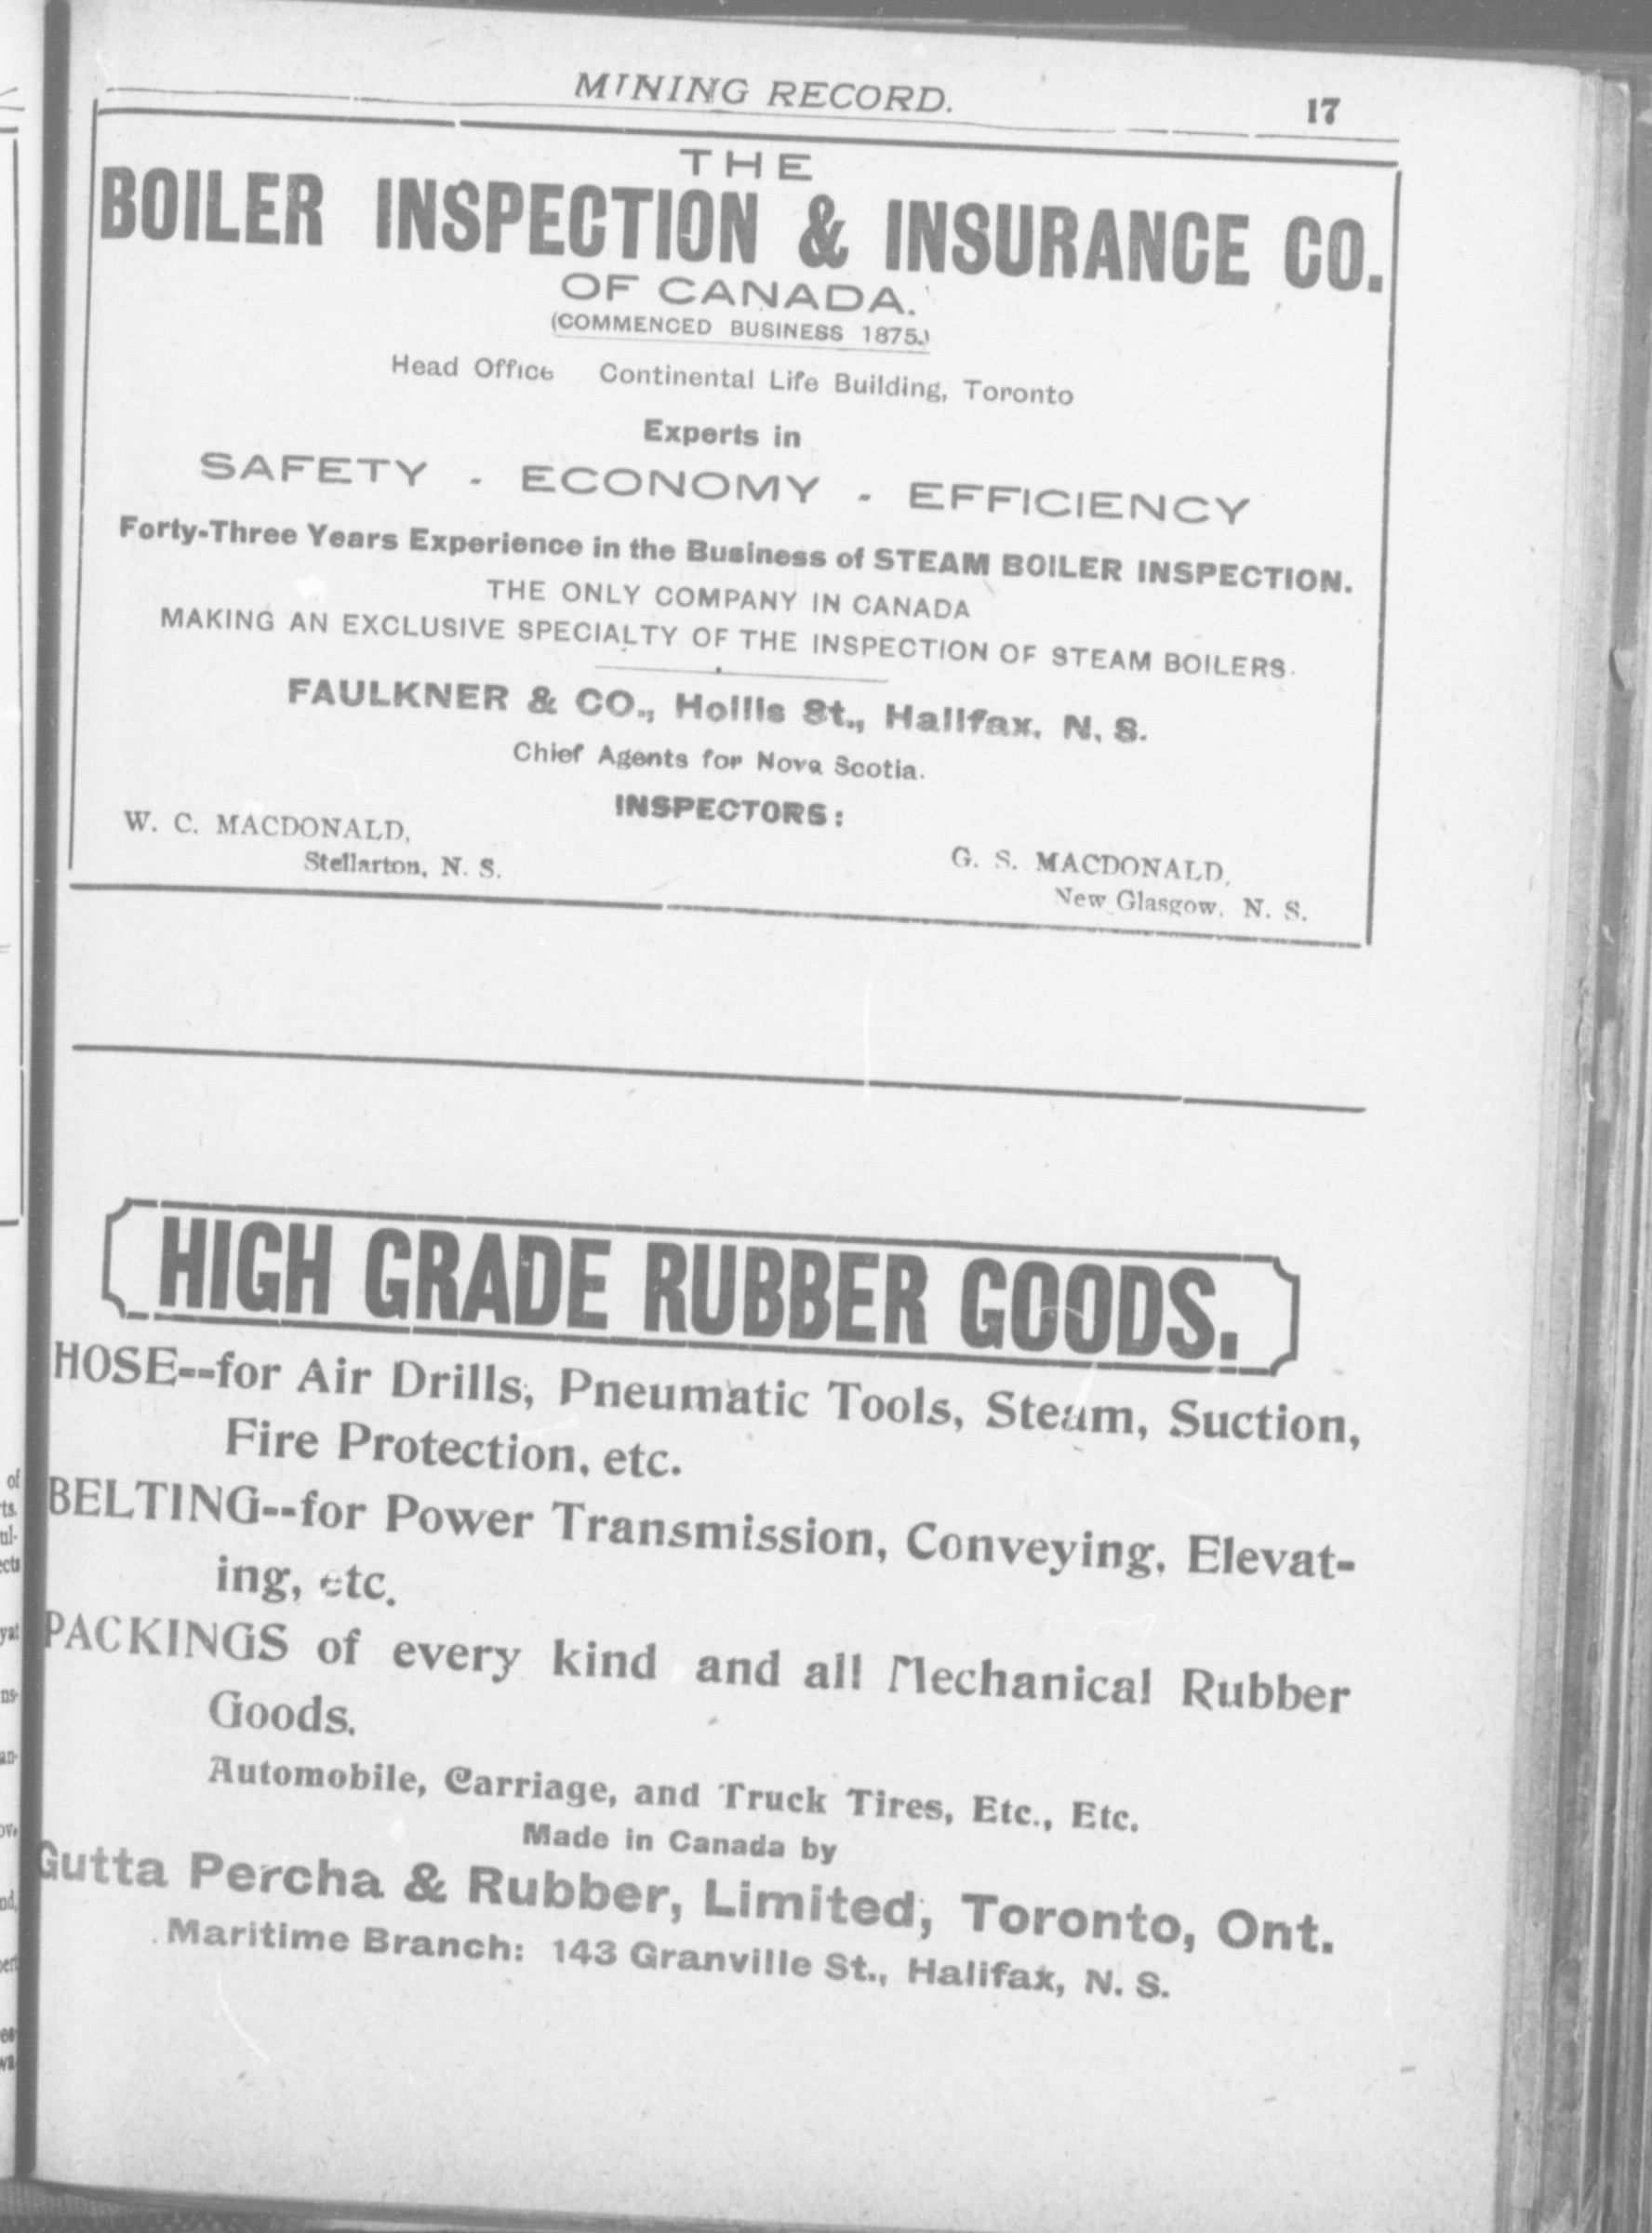 MINING RECORD.
17
THE
BOILER INSPECTION & INSURANCE CO.
OF CANADA.
(COMMENCED BUSINESS 1875.)
Head Office Continental Life Building, Toronto
Experts in
SAFETY - ECONOMY - EFFICIENCY
Forty-Three Years Experience in the Business of STEAM BOILER INSPECTION.
THE ONLY COMPANY IN CANADA
MAKING AN EXCLUSIVE SPECIALTY OF THE INSPECTION OF STEAM BOILERS.
FAULKNER & CO., Hollis St., Halifax, N. S.
Chief Agents for Nova Scotia.
INSPECTORS:
W. C. MACDONALD,
Stellarton, N. S.
G. S. MACDONALD,
New Glasgow, N. S.
HIGH GRADE RUBBER GOODS.
HOSE--for Air Drills, Pneumatic Tools, Steam, Suction,
Fire Protection, etc.
BELTING--for Power Transmission, Conveying, Elevat-
ing, etc.
PACKINGS of every kind and all Mechanical Rubber
Goods.
Automobile, Carriage, and Truck Tires, Etc., Etc.
Made in Canada by
Gutta Percha & Rubber, Limited, Toronto, Ont.
Maritime Branch: 143 Granville St., Halifax, N. S.